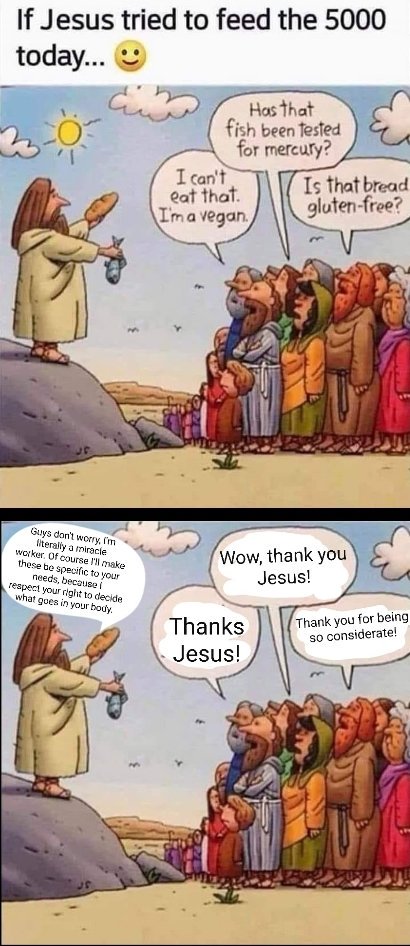 If Jesus tried to feed the 5000
today... 🙂
Has that
fish been tested
for mercury?
I can't
eat that.
I'm a vegan.
Is that bread
gluten-free?
Guys don't worry, I'm
literally a miracle
worker. Of course I'll make
these be specific to your
needs, because I
respect your right to decide
what goes in your body.
Wow, thank you
Jesus!
Thanks
Jesus!
Thank you for being
so considerate!